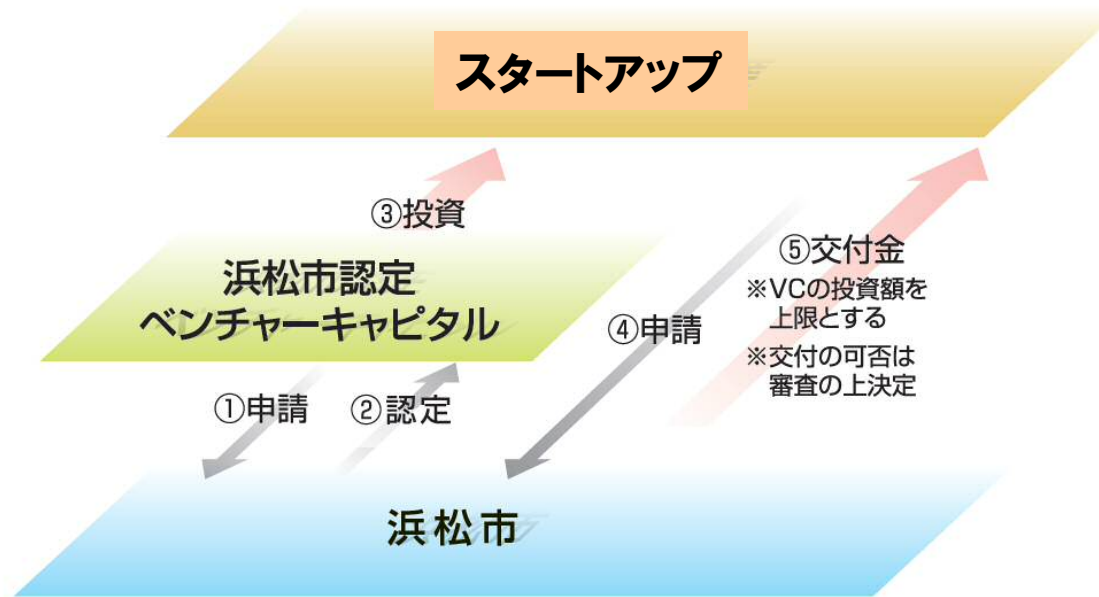 スタートアップ
③投資
浜松市認定
ベンチャーキャピタル
⑤交付金
※VCの投資額を
上限とする
※交付の可否は
審査の上決定
④申請
①申請
②認定
浜松市